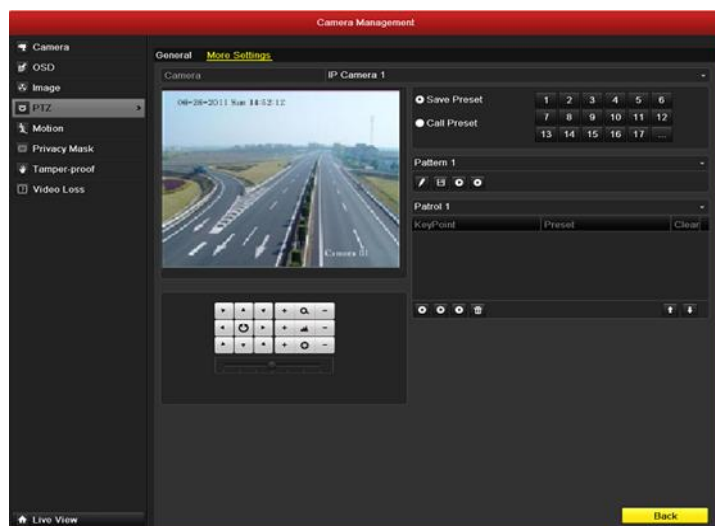 Camera Management
Camera
OSD
Image
PTZ
Motion
Privacy Mask
Tamper-proof
Video Loss
Live View
General More Settings
Camera IP Camera 1
08-28-2011 Sun 14:52:12
Camera 01
Save Preset
Call Preset
1 2 3 4 5 6
7 8 9 10 11 12
13 14 15 16 17 ...
Pattern 1
Patrol 1
KeyPoint Preset Clear
Back